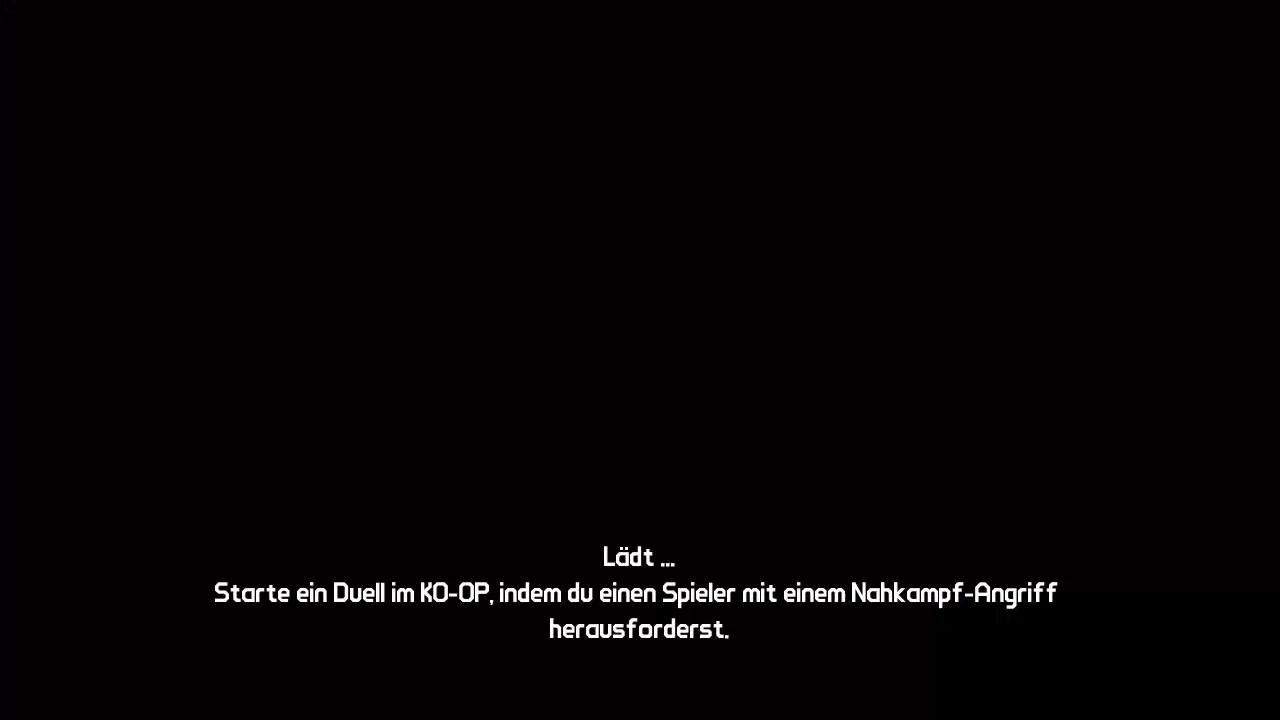 Lädt ...
Starte ein Duell im KO-OP, indem du einen Spieler mit einem Nahkampf-Angriff
herausforderst.